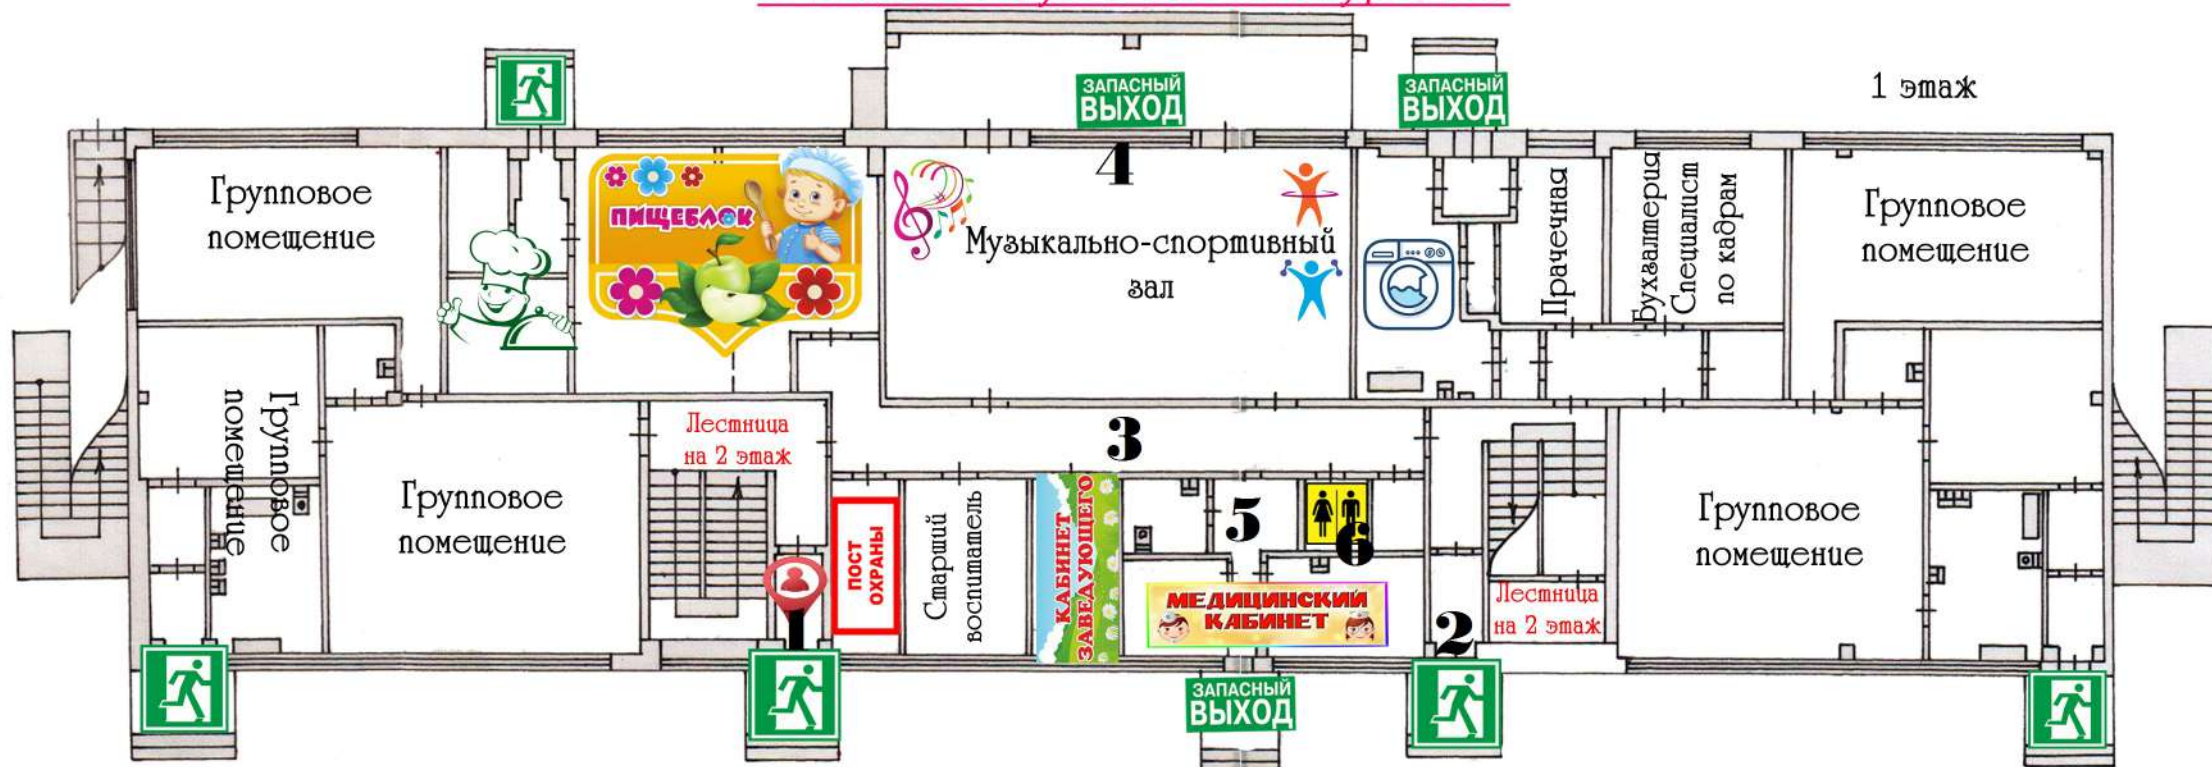 ЗАПАСНЫЙ
ВЫХОД
ЗАПАСНЫЙ
ВЫХОД
1 этаж
Групповое
помещение
ПИЩЕБЛОК
4
Музыкально-спортивный
зал
Прачечная
Бухгалтерия
Специалист
по кадрам
Групповое
помещение
Групповое
помещение
Групповое
помещение
Лестница
на 2 этаж
3
ПОСТ
ОХРАНЫ
Старший
воспитатель
КАБИНЕТ
ЗАВЕДУЮЩЕГО
5
6
МЕДИЦИНСКИЙ
КАБИНЕТ
1
2
Лестница
на 2 этаж
Групповое
помещение
ЗАПАСНЫЙ
ВЫХОД